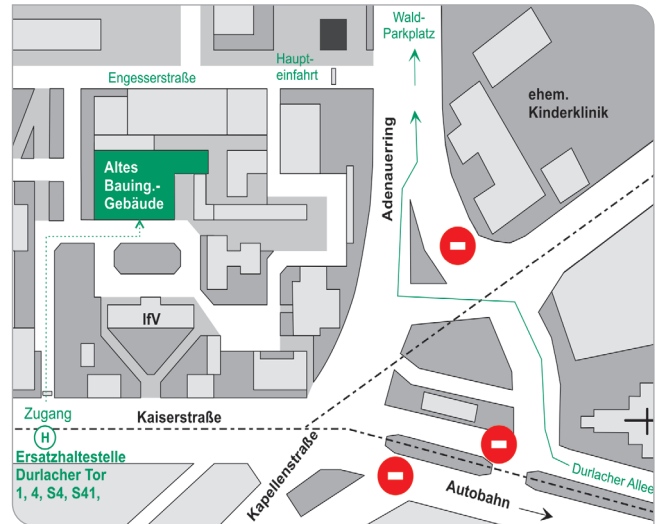 Wald-
Parkplatz
Haupt-
einfahrt
Engesserstraße
ehem.
Kinderklinik
Altes
Bauing.-
Gebäude
Adenauerring
IfV
Zugang
Kaiserstraße
H
Ersatzhaltestelle
Durlacher Tor
1, 4, S4, S41,
Kapellenstraße
Autobahn
Durlacher Allee